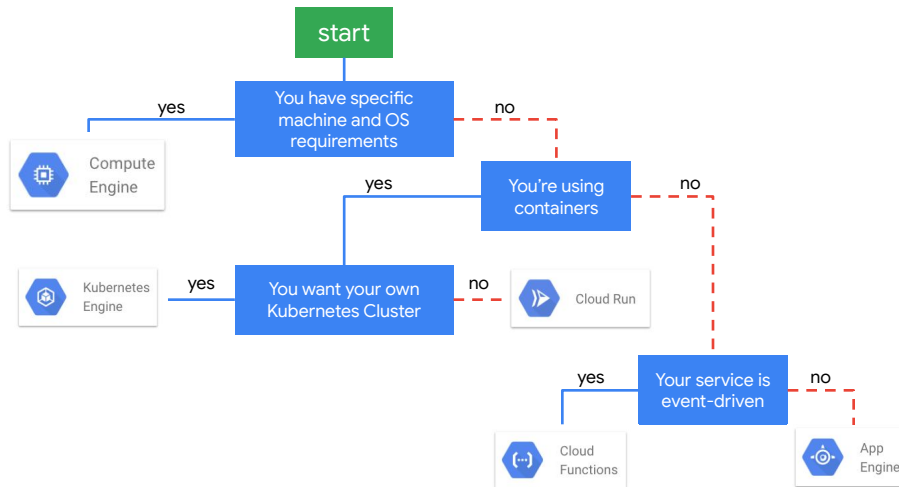 start
yes
You have specific
machine and OS
requirements
no
Compute
Engine
yes
You're using
containers
no
Kubernetes
Engine
yes
You want your own
Kubernetes Cluster
no
Cloud Run
yes
Your service is
event-driven
no
Cloud
Functions
App
Engine